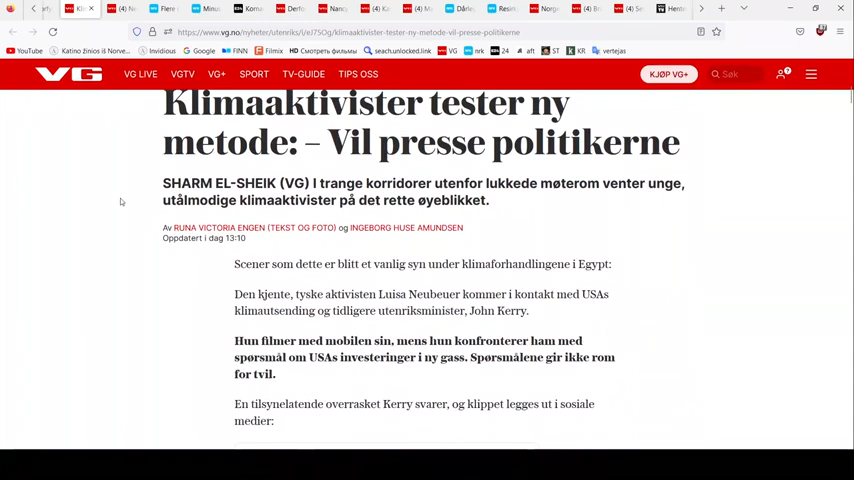 https://www.vg.no/nyheter/utenriks/i/eJ75Og/klimaaktivister-tester-ny-metode-vil-presse-politikerne
YouTube Katino žinios iš Norve... Invidious Google FINN Filmix HD Смотреть фильмы seach.unlocked.link VG nrk E24 aft ST KR vertejas
VG VG LIVE VGTV VG+ SPORT TV-GUIDE TIPS OSS KJØP VG+ Søk
Klimaaktivister tester ny
metode: – Vil presse politikerne
SHARM EL-SHEIK (VG) I trange korridorer utenfor lukkede møterom venter unge,
utålmodige klimaaktivister på det rette øyeblikket.
Av RUNA VICTORIA ENGEN (TEKST OG FOTO) og INGEBORG HUSE AMUNDSEN
Oppdatert i dag 13:10
Scener som dette er blitt et vanlig syn under klimaforhandlingene i Egypt:
Den kjente, tyske aktivisten Luisa Neubeuer kommer i kontakt med USAs
klimautsending og tidligere utenriksminister, John Kerry.
Hun filmer med mobilen sin, mens hun konfronterer ham med
spørsmål om USAs investeringer i ny gass. Spørsmålene gir ikke rom
for tvil.
En tilsynelatende overrasket Kerry svarer, og klippet legges ut i sosiale
medier: